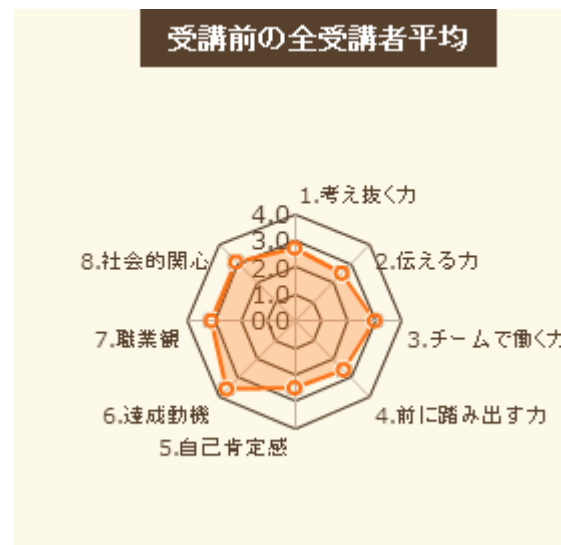 受講前の全受講者平均
1.考え抜く力
4.0
3.0
8.社会的関心
2.伝える力
2.0
1.0
0.0
7.職業観
3.チームで働く力
6.達成動機
4.前に踏み出す力
5.自己肯定感